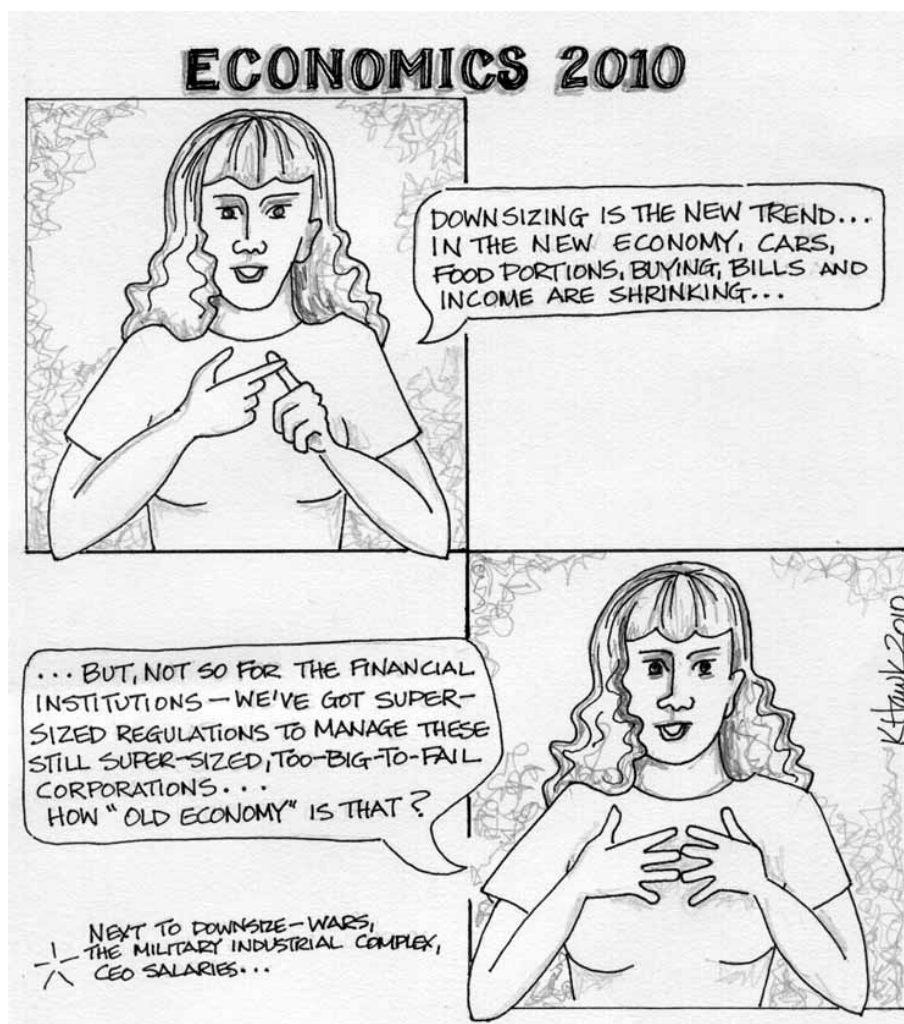 ECONOMICS 2010
DOWNSIZING IS THE NEW TREND...
IN THE NEW ECONOMY, CARS,
FOOD PORTIONS, BUYING, BILLS AND
INCOME ARE SHRINKING...
... BUT, NOT SO FOR THE FINANCIAL
INSTITUTIONS — WE'VE GOT SUPER-
SIZED REGULATIONS TO MANAGE THESE
STILL SUPER-SIZED, TOO-BIG-TO-FAIL
CORPORATIONS...
HOW "OLD ECONOMY" IS THAT?
KHawk 2010
NEXT TO DOWNSIZE — WARS,
THE MILITARY INDUSTRIAL COMPLEX,
CEO SALARIES...